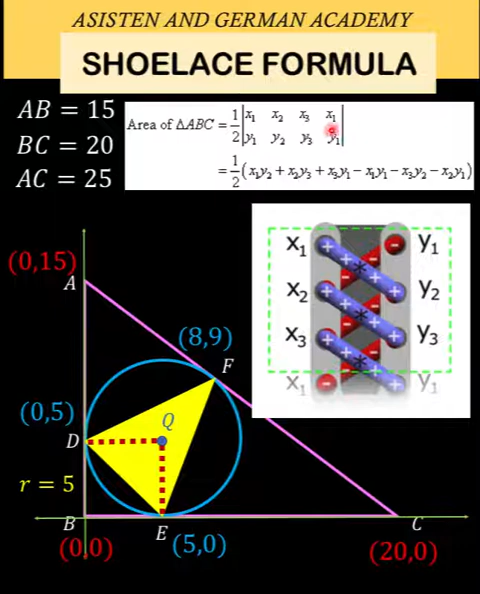 ASISTEN AND GERMAN ACADEMY
SHOELACE FORMULA
AB = 15
BC = 20
AC = 25
Area of ΔABC = 1/2 | x₁ x₂ x₃ x₁ |
| y₁ y₂ y₃ y₁ |
= 1/2 (x₁y₂ + x₂y₃ + x₃y₁ − x₁y₁ − x₃y₂ − x₂y₁)
x₁ y₁
x₂ y₂
x₃ y₃
x₁ y₁
(0,15)
A
(8,9)
F
(0,5)
D
Q
r = 5
B
E
C
(0,0)
(5,0)
(20,0)